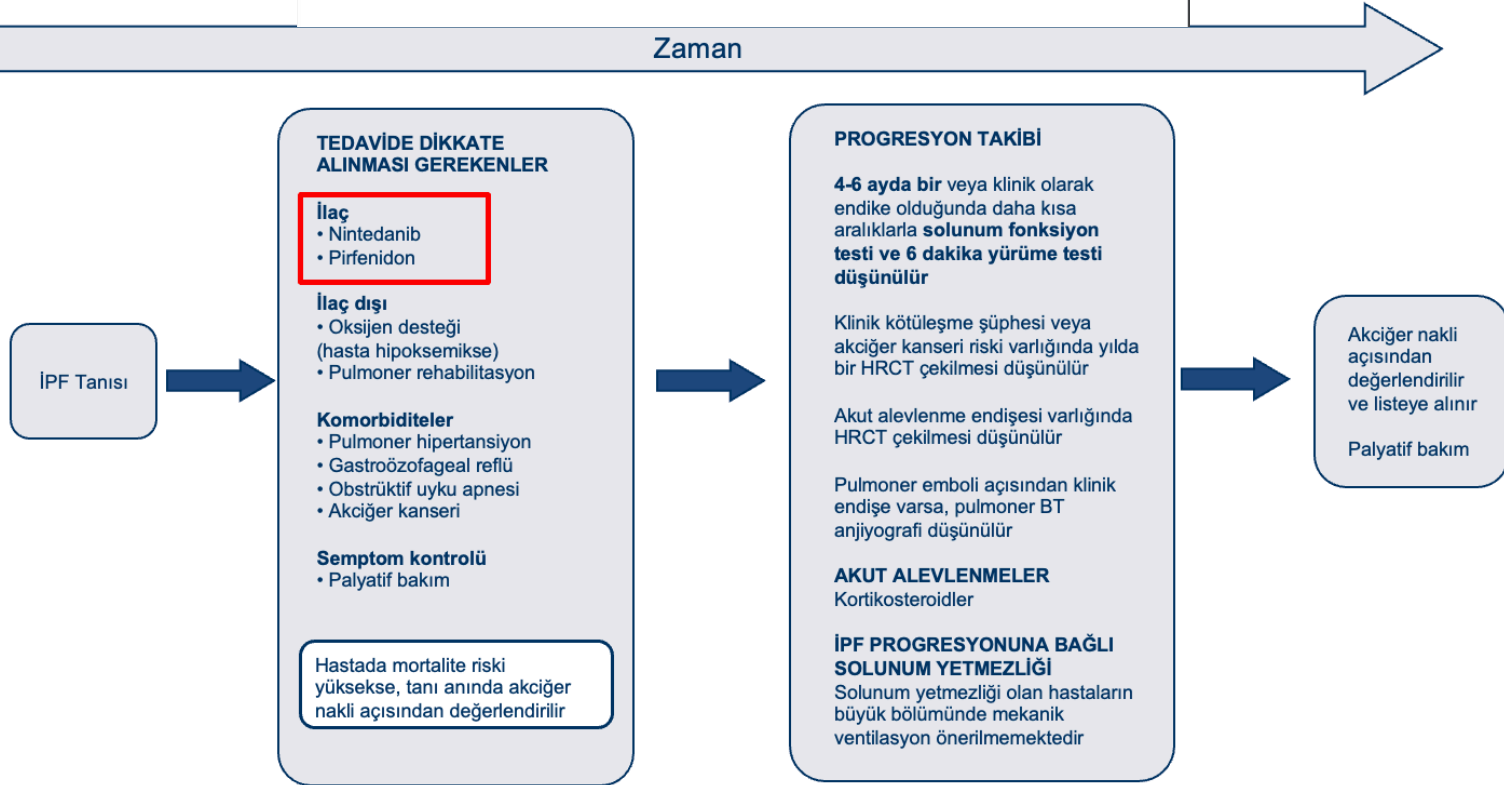 Zaman
İPF Tanısı
TEDAVİDE DİKKATE
ALINMASI GEREKENLER
İlaç
• Nintedanib
• Pirfenidon
İlaç dışı
• Oksijen desteği
(hasta hipoksemikse)
• Pulmoner rehabilitasyon
Komorbiditeler
• Pulmoner hipertansiyon
• Gastroözofageal reflü
• Obstrüktif uyku apnesi
• Akciğer kanseri
Semptom kontrolü
• Palyatif bakım
Hastada mortalite riski
yüksekse, tanı anında akciğer
nakli açısından değerlendirilir
PROGRESYON TAKİBİ
4-6 ayda bir veya klinik olarak
endike olduğunda daha kısa
aralıklarla solunum fonksiyon
testi ve 6 dakika yürüme testi
düşünülür
Klinik kötüleşme şüphesi veya
akciğer kanseri riski varlığında yılda
bir HRCT çekilmesi düşünülür
Akut alevlenme endişesi varlığında
HRCT çekilmesi düşünülür
Pulmoner emboli açısından klinik
endişe varsa, pulmoner BT
anjiyografi düşünülür
AKUT ALEVLENMELER
Kortikosteroidler
İPF PROGRESYONUNA BAĞLI
SOLUNUM YETMEZLİĞİ
Solunum yetmezliği olan hastaların
büyük bölümünde mekanik
ventilasyon önerilmemektedir
Akciğer nakli
açısından
değerlendirilir
ve listeye alınır
Palyatif bakım